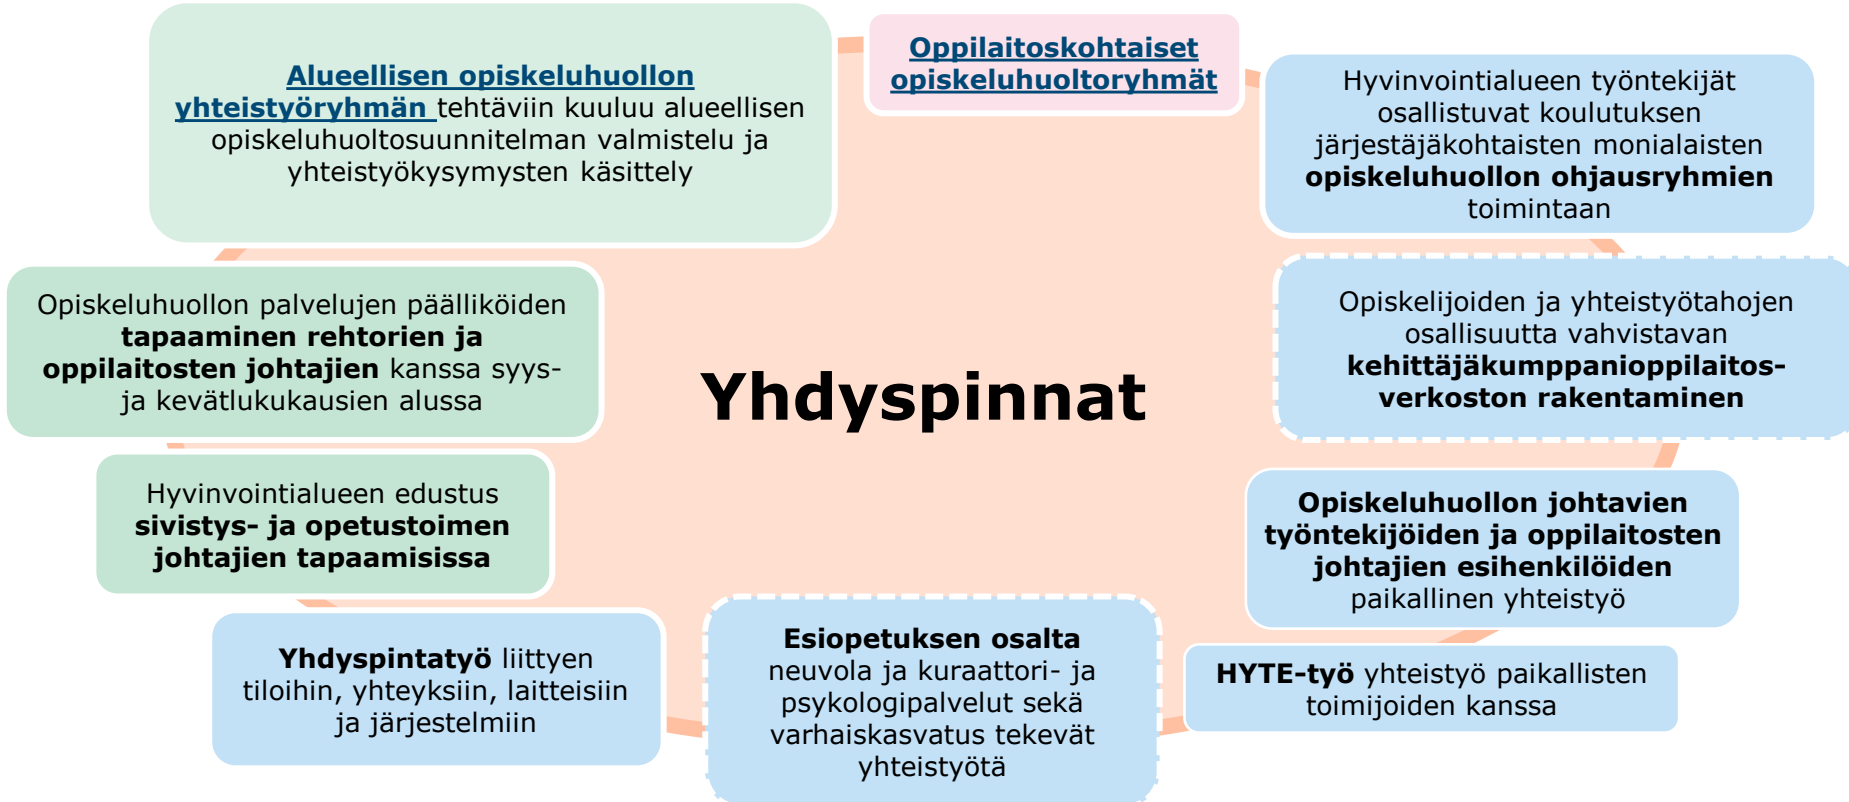 Alueellisen opiskeluhuollon
yhteistyöryhmän tehtäviin kuuluu alueellisen
opiskeluhuoltosuunnitelman valmistelu ja
yhteistyökysymysten käsittely
Oppilaitoskohtaiset
opiskeluhuoltoryhmät
Hyvinvointialueen työntekijät
osallistuvat koulutuksen
järjestäjäkohtaisten monialaisten
opiskeluhuollon ohjausryhmien
toimintaan
Opiskeluhuollon palvelujen päälliköiden
tapaaminen rehtorien ja
oppilaitosten johtajien kanssa syys-
ja kevätlukukausien alussa
Yhdyspinnat
Opiskelijoiden ja yhteistyötahojen
osallisuutta vahvistavan
kehittäjäkumppanioppilaitos-
verkoston rakentaminen
Hyvinvointialueen edustus
sivistys- ja opetustoimen
johtajien tapaamisissa
Opiskeluhuollon johtavien
työntekijöiden ja oppilaitosten
johtajien esihenkilöiden
paikallinen yhteistyö
Yhdyspintatyö liittyen
tiloihin, yhteyksiin, laitteisiin
ja järjestelmiin
Esiopetuksen osalta
neuvola ja kuraattori- ja
psykologipalvelut sekä
varhaiskasvatus tekevät
yhteistyötä
HYTE-työ yhteistyö paikallisten
toimijoiden kanssa